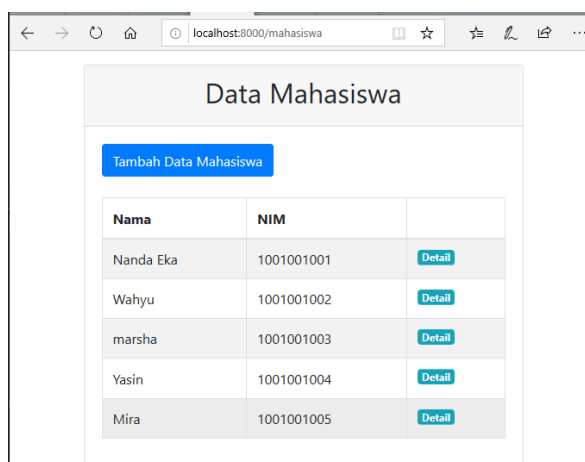 localhost:8000/mahasiswa
Data Mahasiswa
Tambah Data Mahasiswa
Nama NIM
Nanda Eka 1001001001 Detail
Wahyu 1001001002 Detail
marsha 1001001003 Detail
Yasin 1001001004 Detail
Mira 1001001005 Detail